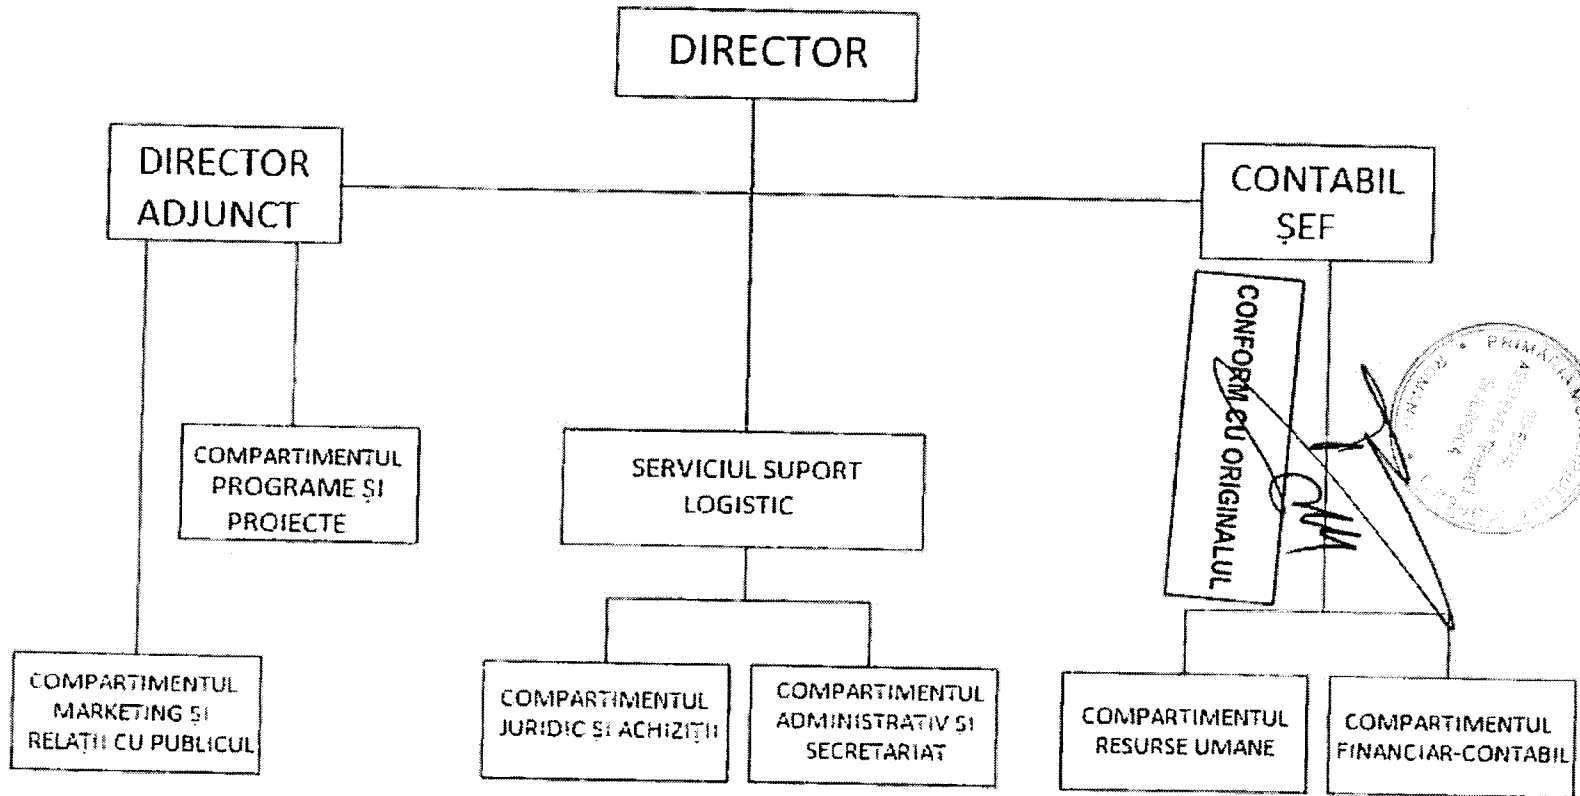 DIRECTOR
DIRECTOR
ADJUNCT
CONTABIL
ȘEF
CONFORM CU ORIGINALUL
PRIMĂRIA
COMPARTIMENTUL
PROGRAME ȘI
PROIECTE
SERVICIUL SUPORT
LOGISTIC
COMPARTIMENTUL
MARKETING ȘI
RELAȚII CU PUBLICUL
COMPARTIMENTUL
JURIDIC ȘI ACHIZIȚII
COMPARTIMENTUL
ADMINISTRATIV ȘI
SECRETARIAT
COMPARTIMENTUL
RESURSE UMANE
COMPARTIMENTUL
FINANCIAR-CONTABIL